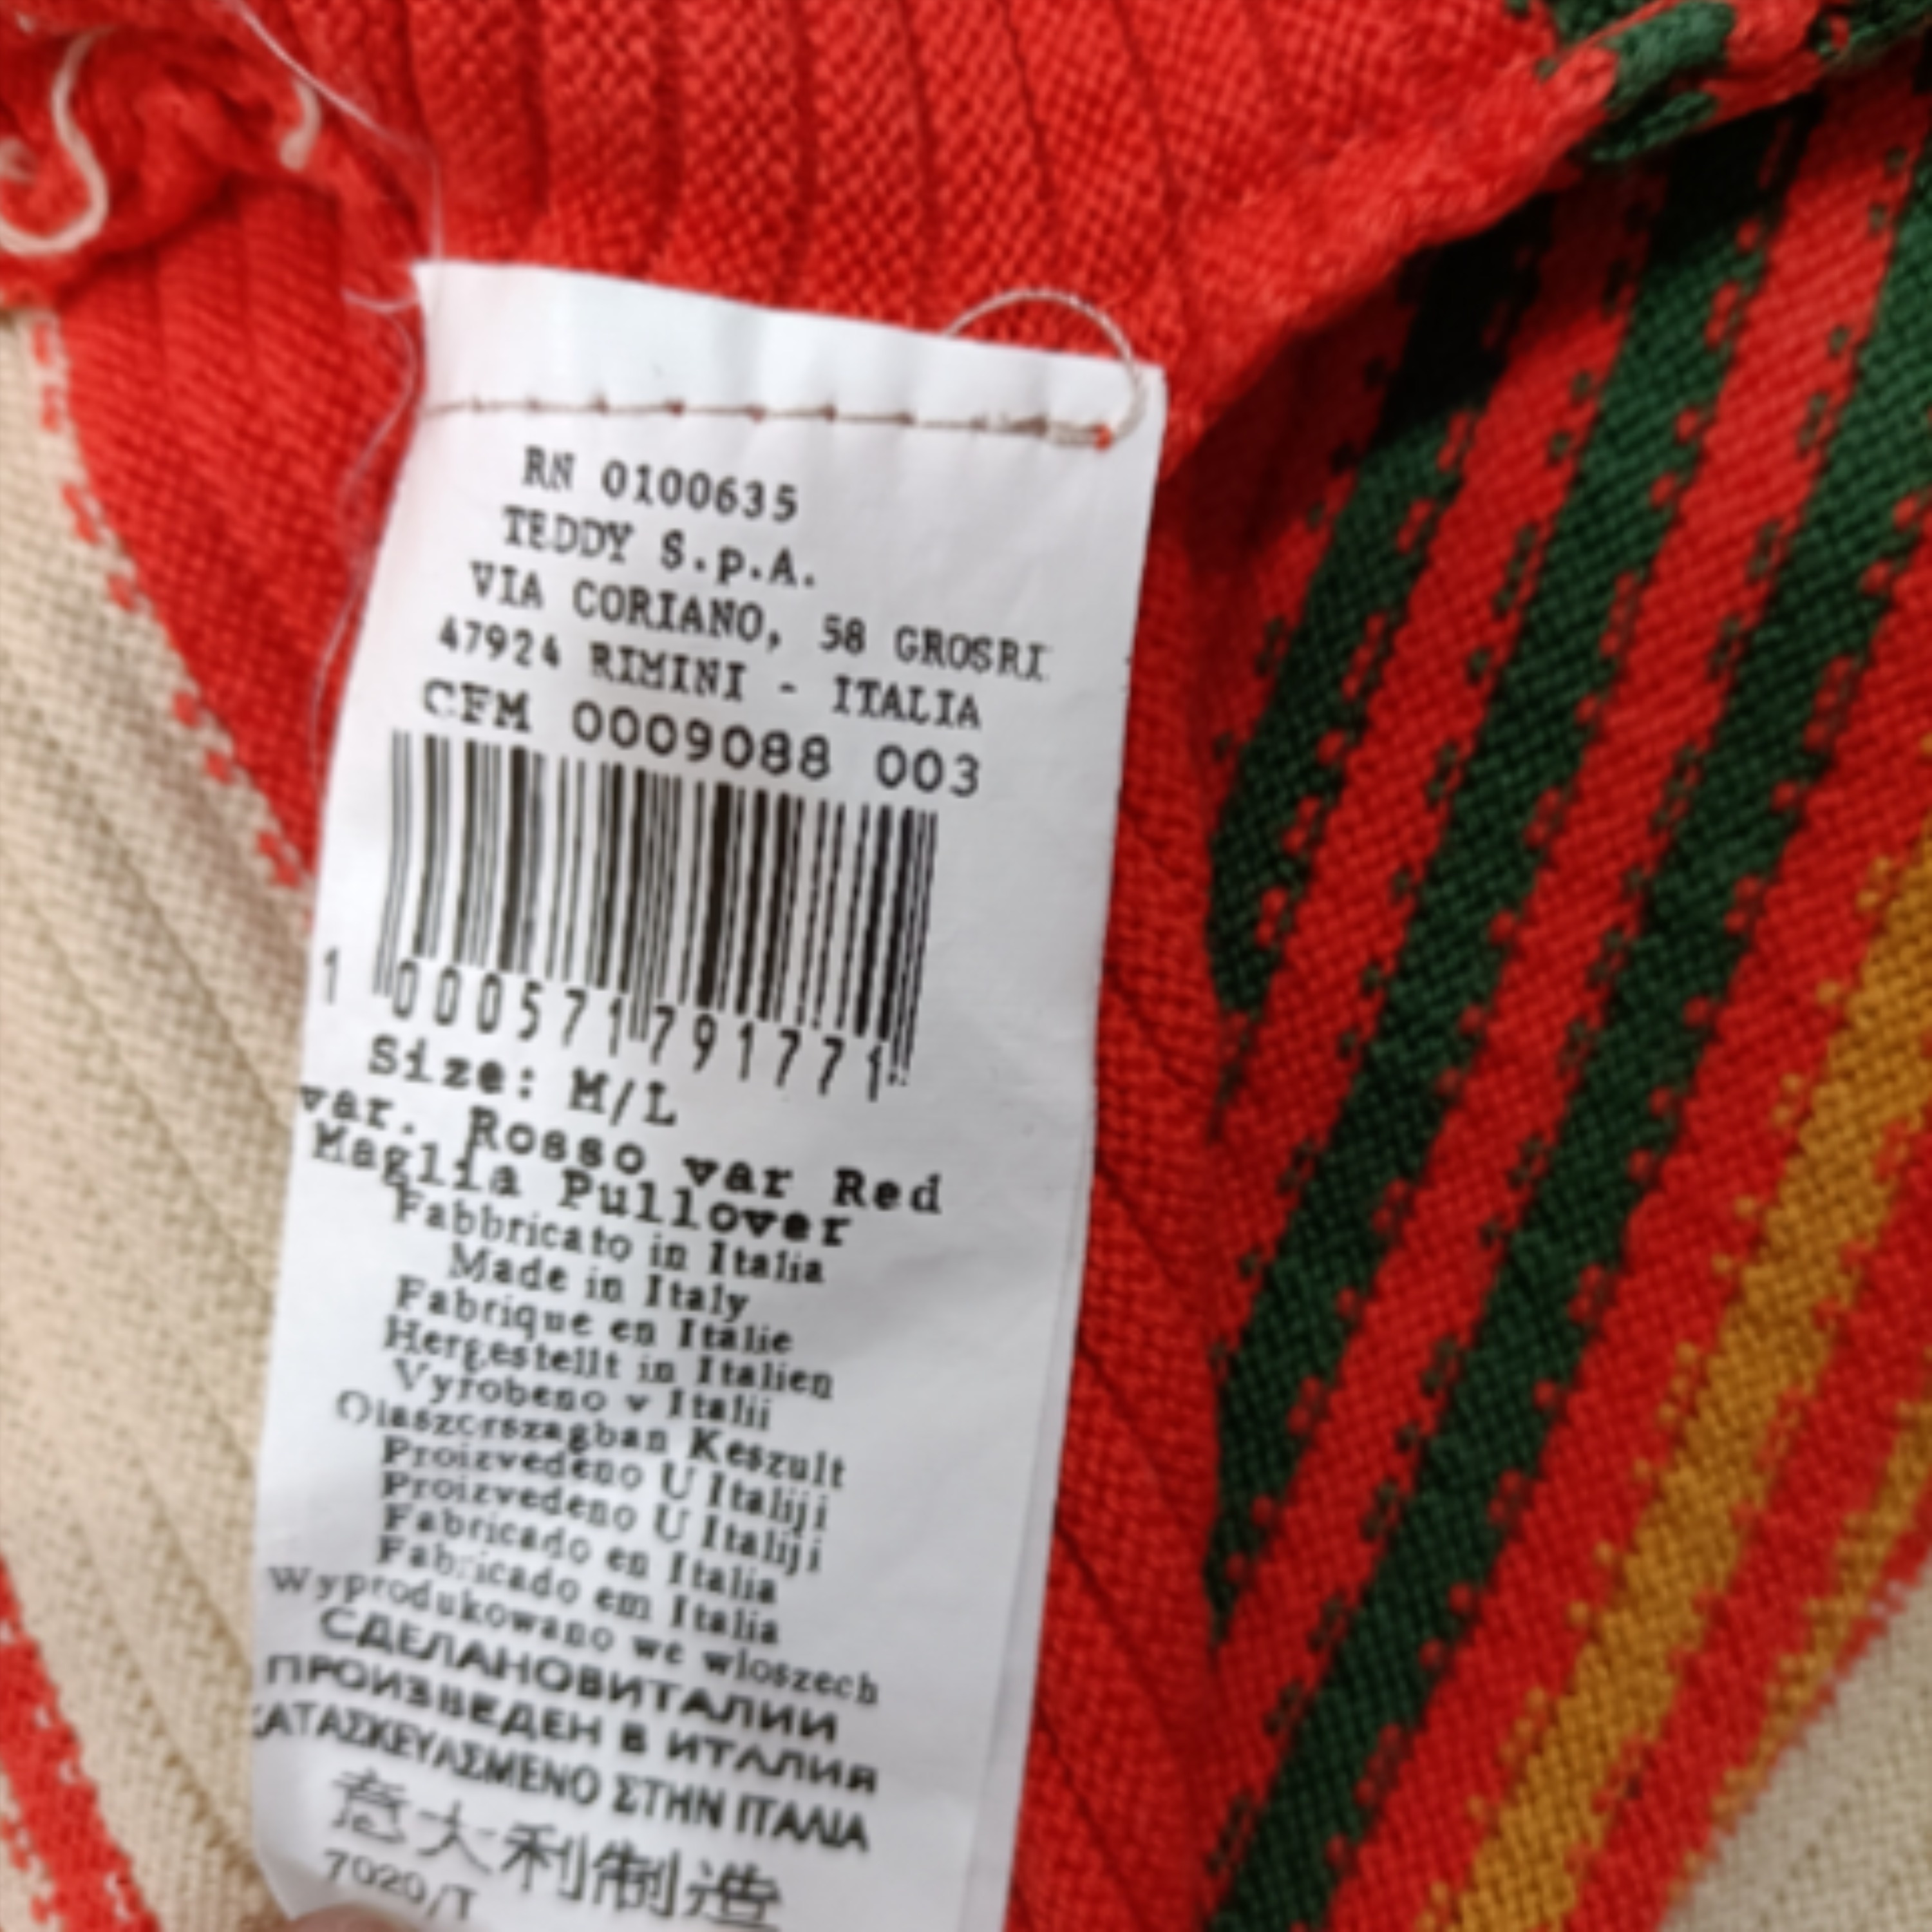 RN 0100635
TEDDY S.p.A.
VIA CORIANO, 58 GROSRI
47924 RIMINI - ITALIA
CFM 0009088 003
1 000571 791771
Size: M/L
var. Rosso var Red
Maglia Pullover
Fabbricato in Italia
Made in Italy
Fabrique en Italie
Hergestellt in Italien
Vyrobeno v Italii
Olaszorszagban Keszult
Proizvedeno U Italiji
Proizvedeno U Italiji
Fabricado en Italia
Fabricado em Italia
Wyprodukowano we wloszech
СДЕЛАНОВИТАЛИИ
ПРОИЗВЕДЕН В ИТАЛИЯ
ΚΑΤΑΣΚΕΥΑΣΜΕΝΟ ΣΤΗΝ ΙΤΑΛΙΑ
意大利制造
7020/T